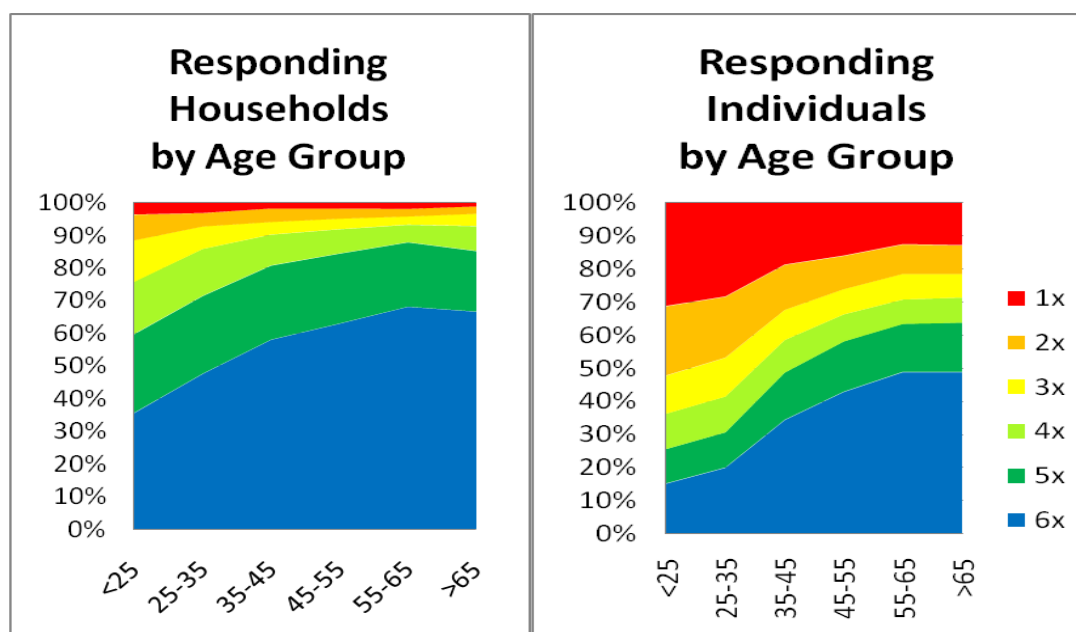 Responding
Households
by Age Group
100%
90%
80%
70%
60%
50%
40%
30%
20%
10%
0%
<25
25-35
35-45
45-55
55-65
>65
Responding
Individuals
by Age Group
100%
90%
80%
70%
60%
50%
40%
30%
20%
10%
0%
<25
25-35
35-45
45-55
55-65
>65
1x
2x
3x
4x
5x
6x